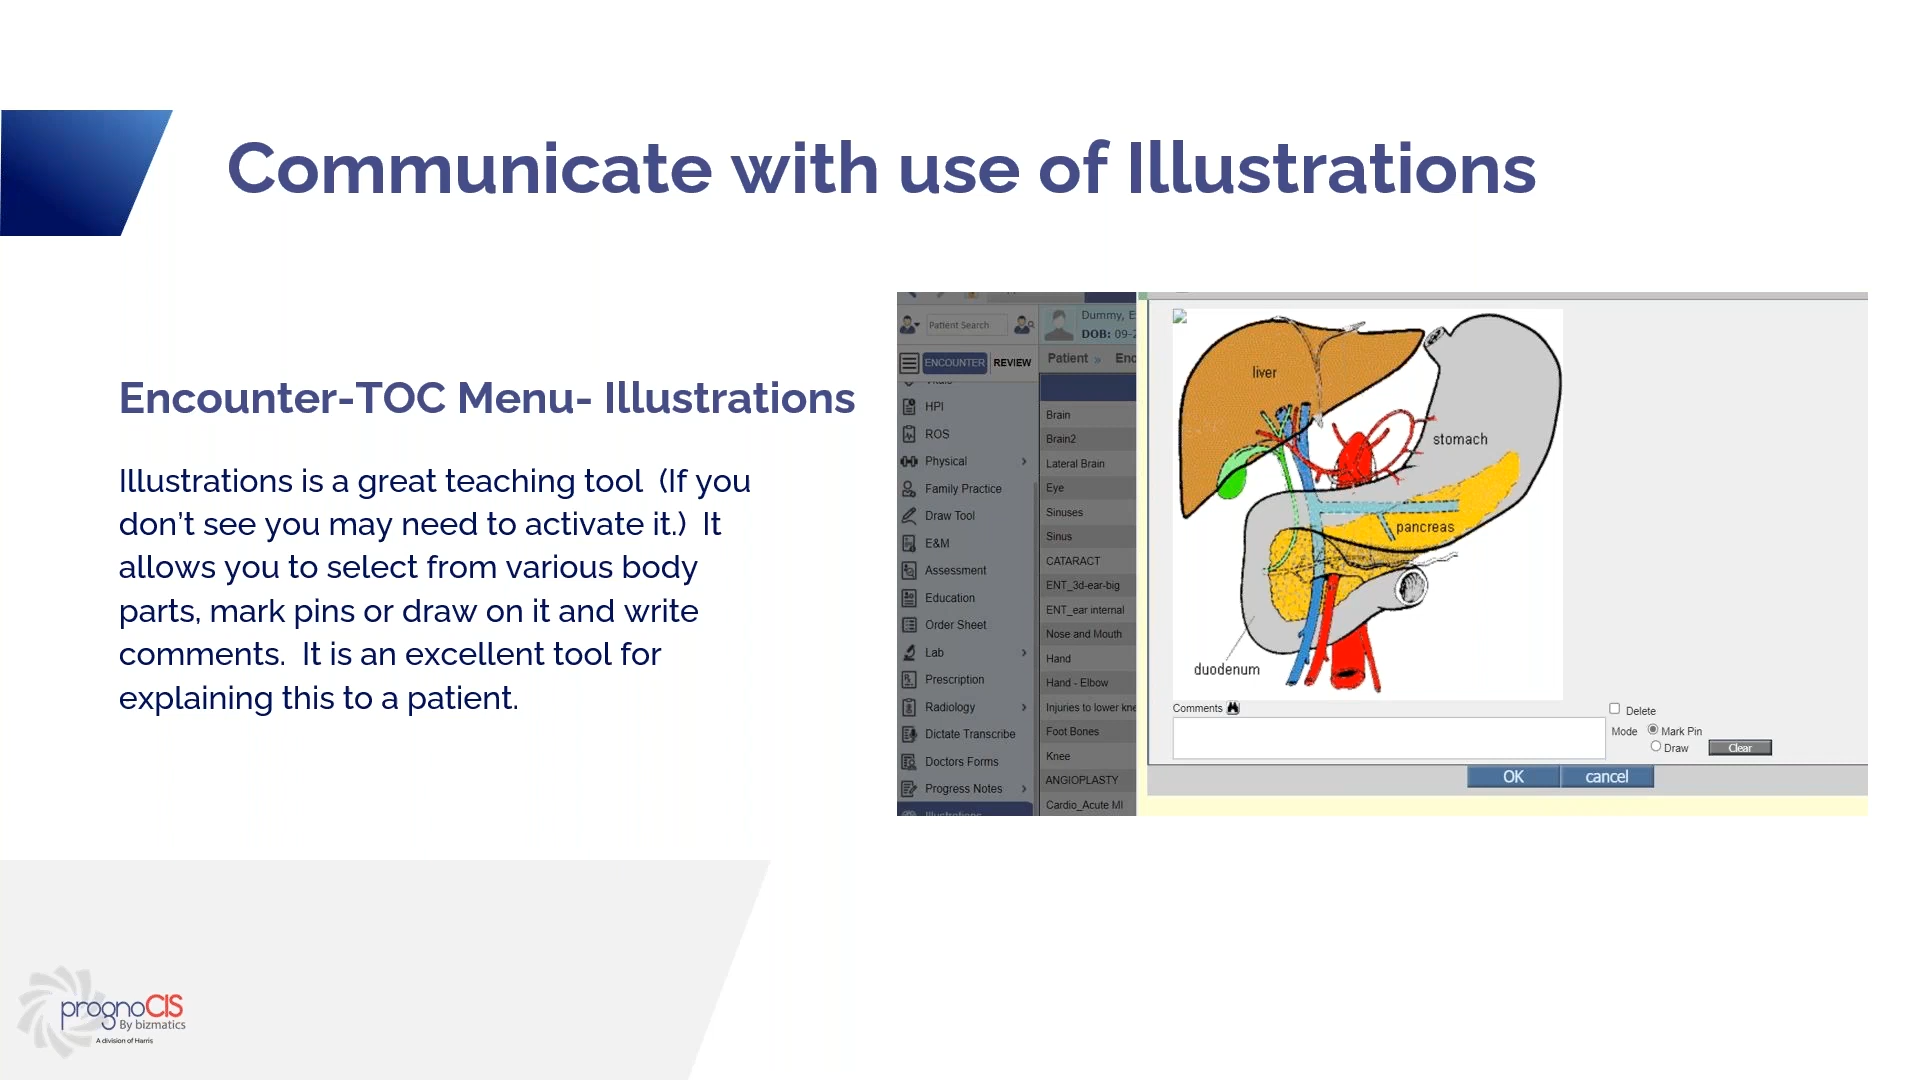 Communicate with use of Illustrations
Encounter-TOC Menu- Illustrations
Illustrations is a great teaching tool  (If you
don't see you may need to activate it.)  It
allows you to select from various body
parts, mark pins or draw on it and write
comments.  It is an excellent tool for
explaining this to a patient.
Patient Search
Dummy, E
DOB: 09-2
ENCOUNTER REVIEW
Patient » Enc
Vitals
HPI
ROS
Physical
Family Practice
Draw Tool
E&M
Assessment
Education
Order Sheet
Lab
Prescription
Radiology
Dictate Transcribe
Doctors Forms
Progress Notes
Illustrations
Brain
Brain2
Lateral Brain
Eye
Sinuses
Sinus
CATARACT
ENT_3d-ear-big
ENT_ear internal
Nose and Mouth
Hand
Hand - Elbow
Injuries to lower kne
Foot Bones
Knee
ANGIOPLASTY
Cardio_Acute MI
liver
stomach
pancreas
duodenum
Comments
Delete
Mode Mark Pin
Draw Clear
OK cancel
prognoCIS
By bizmatics
A division of Harris